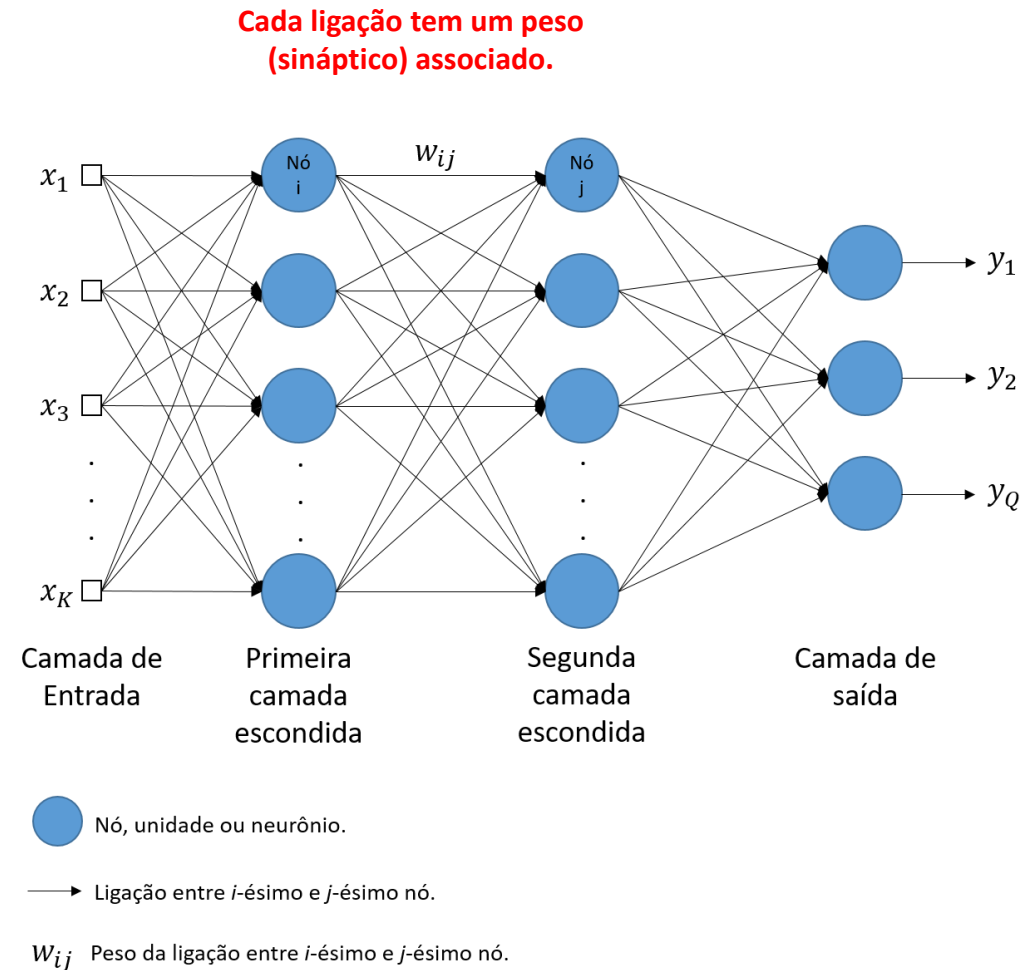 Cada ligação tem um peso
(sináptico) associado.
x₁
Nó
i
wᵢⱼ
Nó
j
x₂
y₁
x₃
y₂
.
.
.
.
.
.
.
.
.
y_Q
x_K
Camada de
Entrada
Primeira
camada
escondida
Segunda
camada
escondida
Camada de
saída
Nó, unidade ou neurônio.
Ligação entre i-ésimo e j-ésimo nó.
wᵢⱼ Peso da ligação entre i-ésimo e j-ésimo nó.